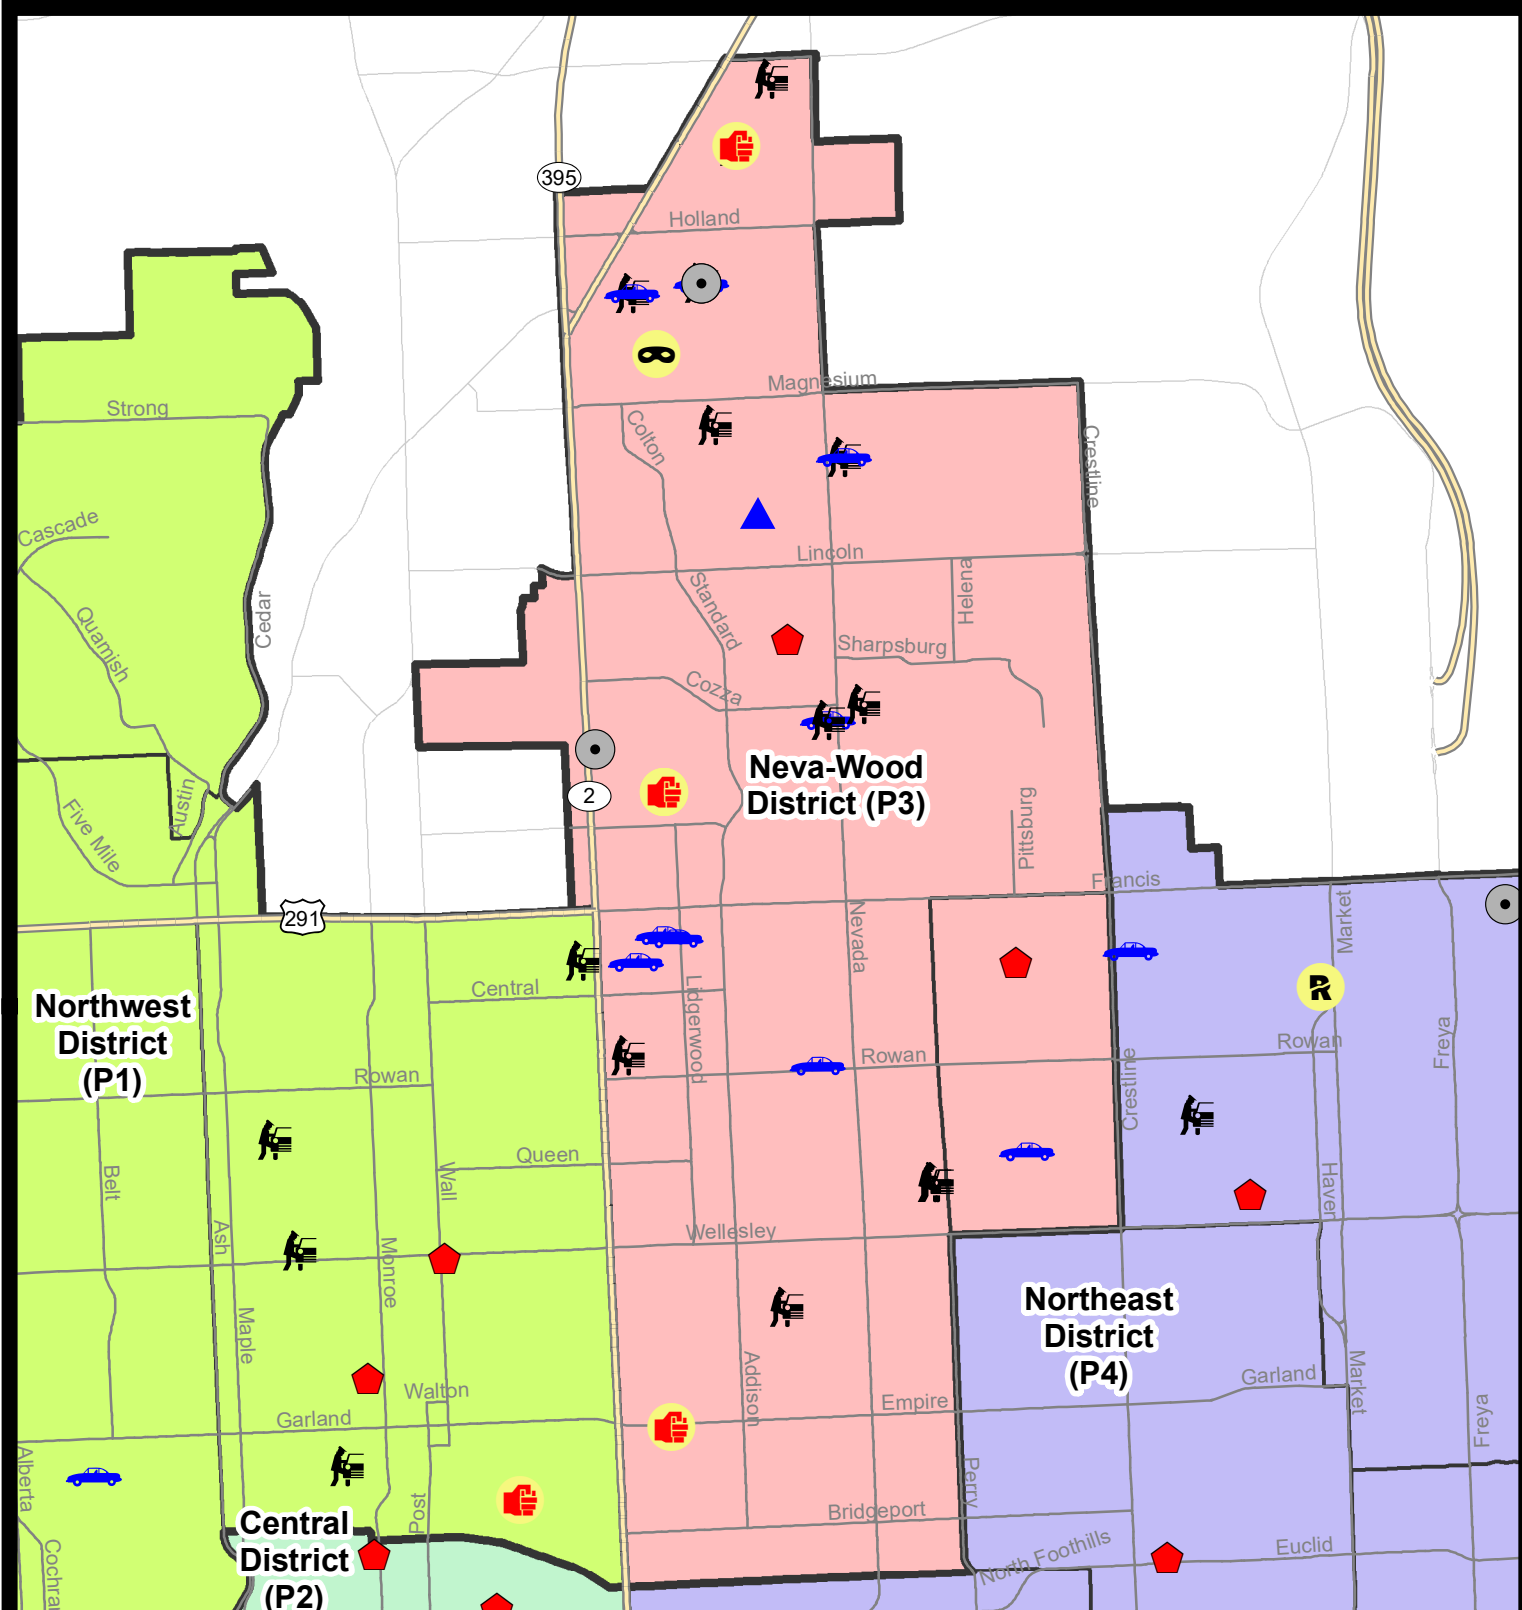 395
Holland
Magnesium
Strong
Colton
Crestline
Cascade
Lincoln
Helena
Standard
Cedar
Quamish
Sharpsburg
Cozza
Neva-Wood
District (P3)
2
Austin
Five Mile
Pittsburg
Francis
Market
Nevada
291
Central
Lidgerwood
Northwest
District
(P1)
Rowan
Rowan
Rowan
Freya
Crestline
Queen
Belt
Wall
Haven
Ash
Wellesley
Monroe
Northeast
District
(P4)
Maple
Addison
Market
Walton
Garland
Garland
Empire
Freya
Alberta
Post
Perry
Bridgeport
Central
District
(P2)
North Foothills
Euclid